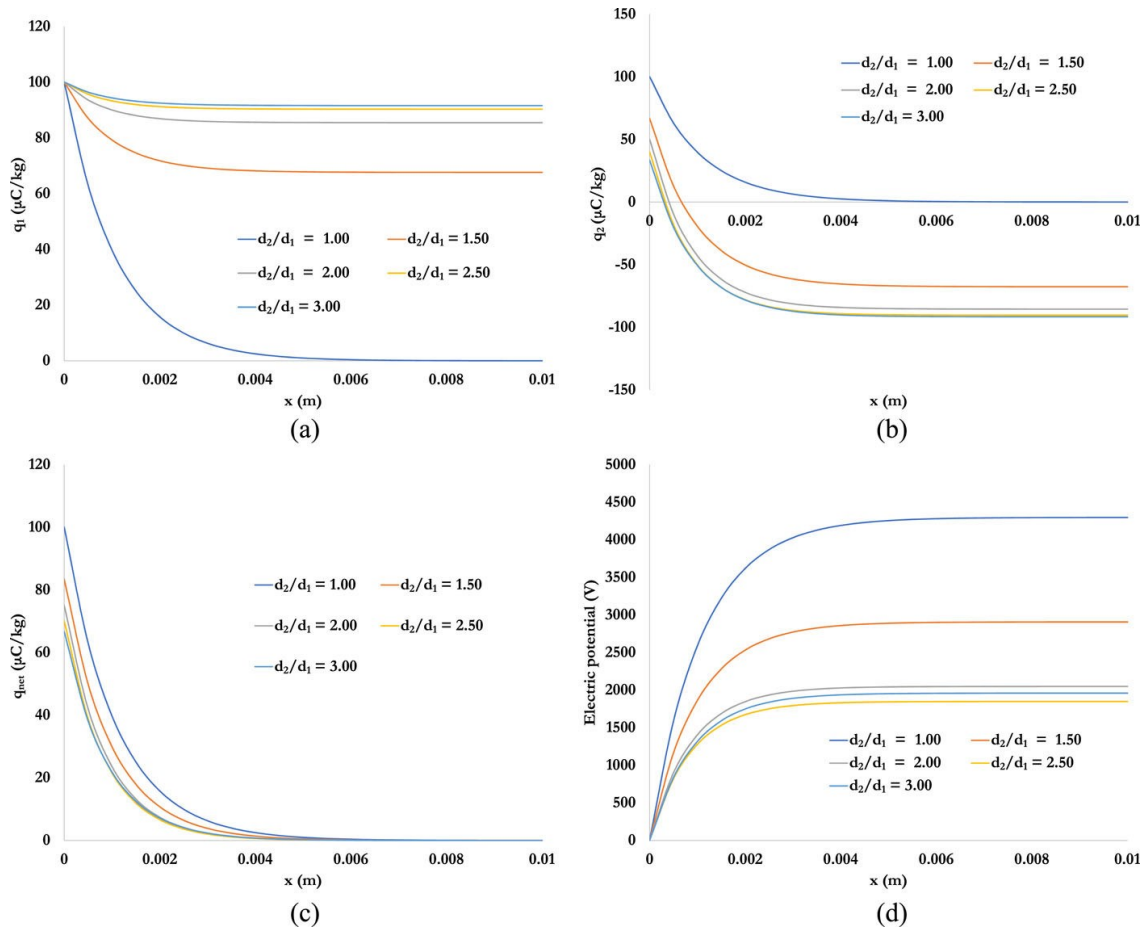 120
100
80
60
40
20
0
q₁ (µC/kg)
d₂/d₁ = 1.00
d₂/d₁ = 1.50
d₂/d₁ = 2.00
d₂/d₁ = 2.50
d₂/d₁ = 3.00
0 0.002 0.004 0.006 0.008 0.01
x (m)
(a)
150
100
50
0
-50
-100
-150
q₂ (µC/kg)
d₂/d₁ = 1.00
d₂/d₁ = 1.50
d₂/d₁ = 2.00
d₂/d₁ = 2.50
d₂/d₁ = 3.00
0 0.002 0.004 0.006 0.008 0.01
x (m)
(b)
120
100
80
60
40
20
0
qₙₑₜ (µC/kg)
d₂/d₁ = 1.00
d₂/d₁ = 1.50
d₂/d₁ = 2.00
d₂/d₁ = 2.50
d₂/d₁ = 3.00
0 0.002 0.004 0.006 0.008 0.01
x (m)
(c)
5000
4500
4000
3500
3000
2500
2000
1500
1000
500
0
Electric potential (V)
d₂/d₁ = 1.00
d₂/d₁ = 1.50
d₂/d₁ = 2.00
d₂/d₁ = 2.50
d₂/d₁ = 3.00
0 0.002 0.004 0.006 0.008 0.01
x (m)
(d)